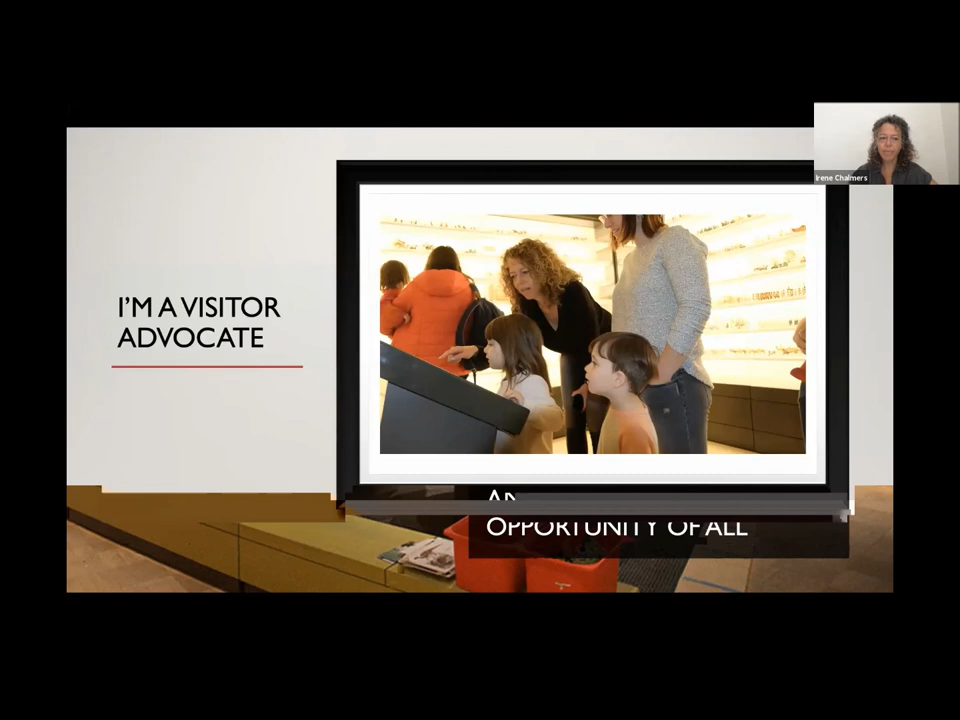 I'M A VISITOR
ADVOCATE
Irene Chalmers
OPPORTUNITY OF ALL